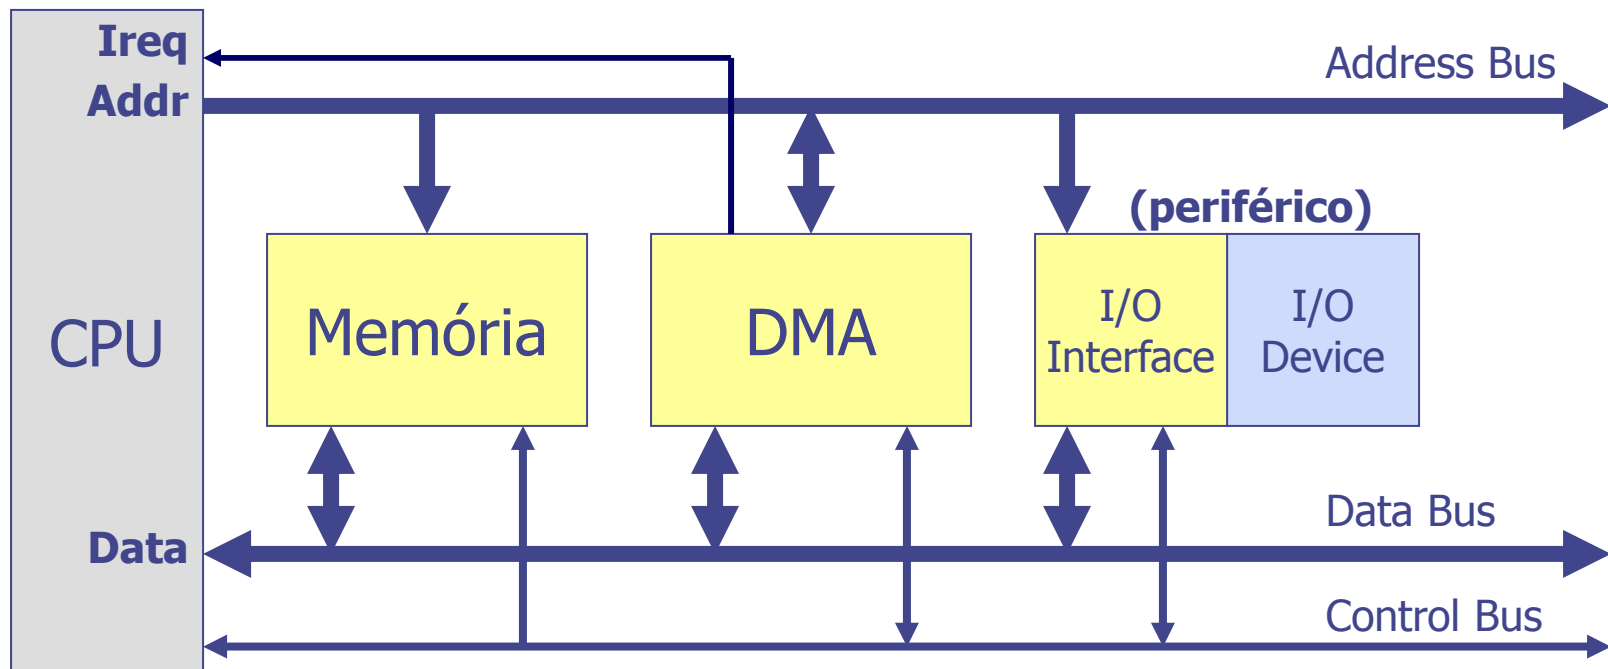 Ireq
Addr
Address Bus
(periférico)
CPU
Memória
DMA
I/O
Interface
I/O
Device
Data
Data Bus
Control Bus